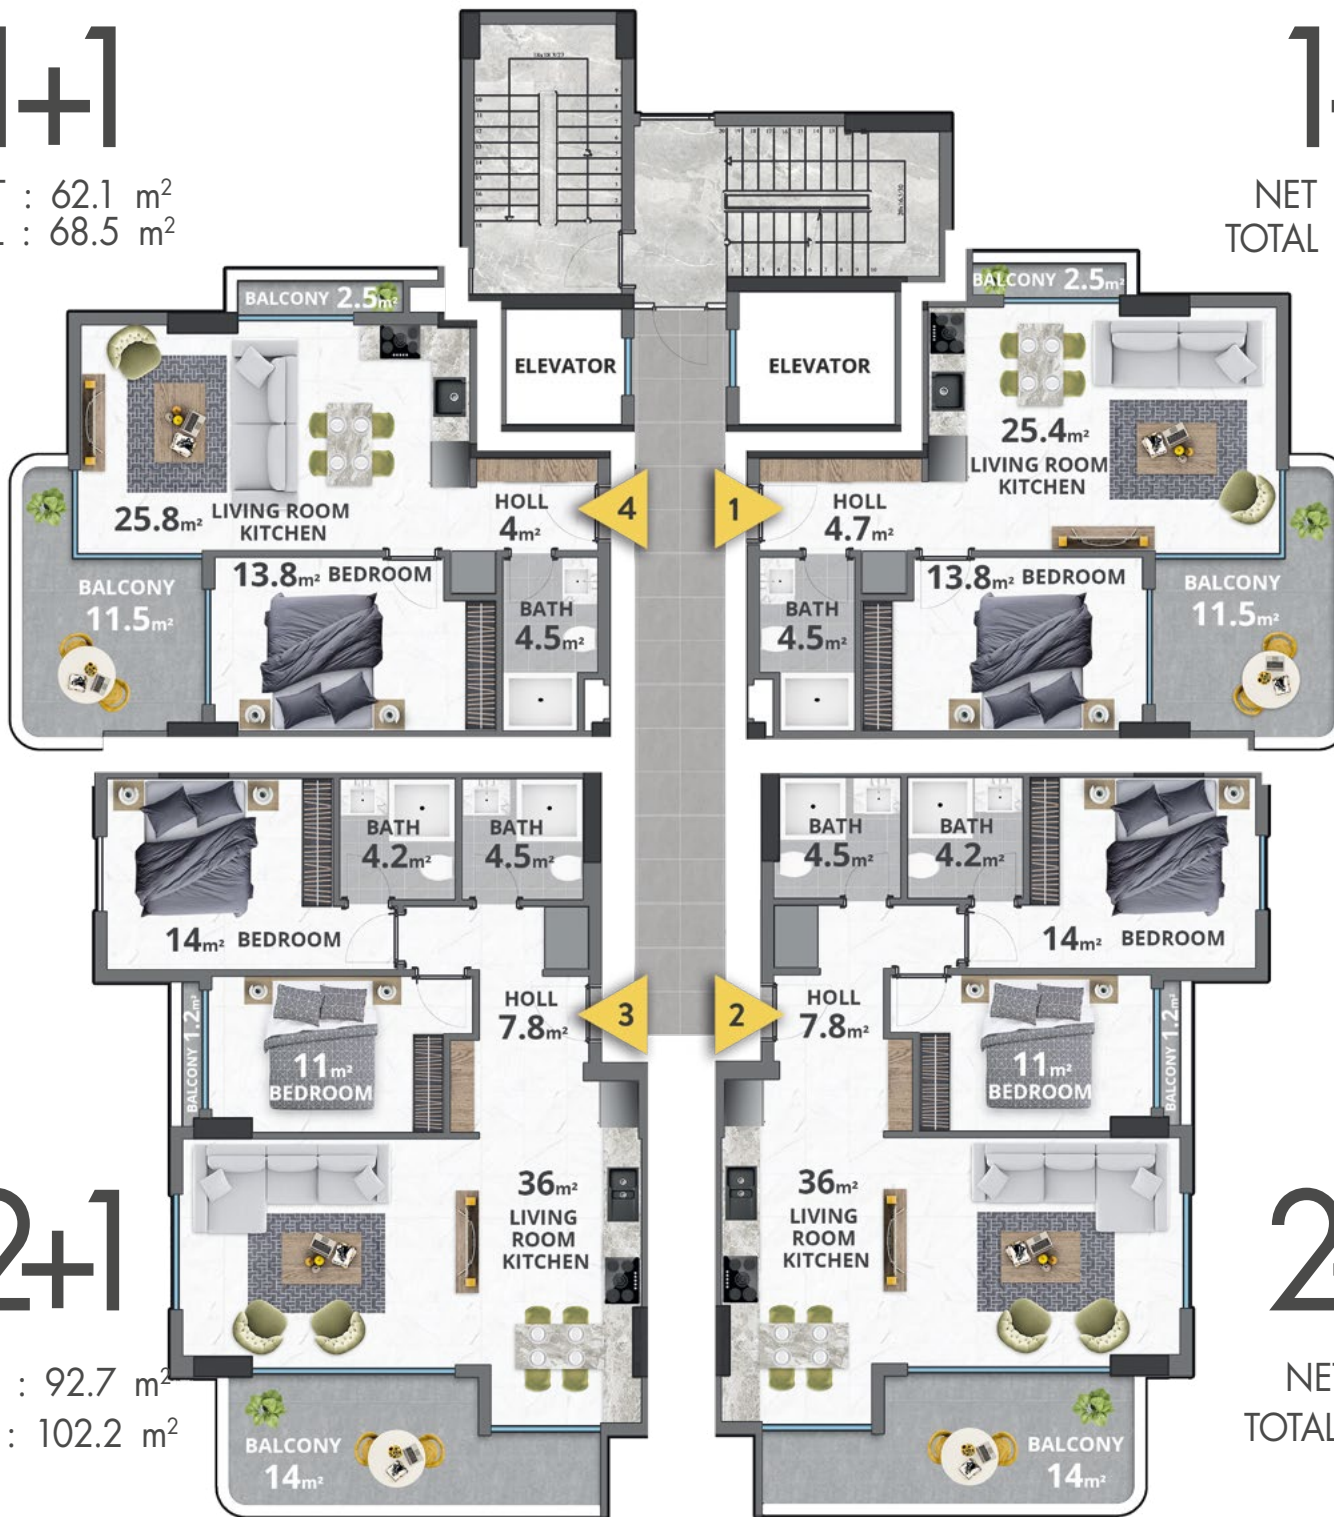 1+1
: 62.1 m²
: 68.5 m²
1
NET
TOTAL
BALCONY 2.5m²
BALCONY 2.5m²
ELEVATOR
ELEVATOR
25.8m² LIVING ROOM
KITCHEN
25.4m²
LIVING ROOM
KITCHEN
HOLL
4m²
4
1
HOLL
4.7m²
BALCONY
11.5m²
13.8m² BEDROOM
BATH
4.5m²
BATH
4.5m²
13.8m² BEDROOM
BALCONY
11.5m²
BATH
4.2m²
BATH
4.5m²
BATH
4.5m²
BATH
4.2m²
14m² BEDROOM
14m² BEDROOM
HOLL
7.8m²
3
2
HOLL
7.8m²
BALCONY 1.2m²
11m²
BEDROOM
11m²
BEDROOM
BALCONY 1.2m²
36m²
LIVING
ROOM
KITCHEN
36m²
LIVING
ROOM
KITCHEN
2+1
: 92.7 m²
: 102.2 m²
2
NET
TOTAL
BALCONY
14m²
BALCONY
14m²